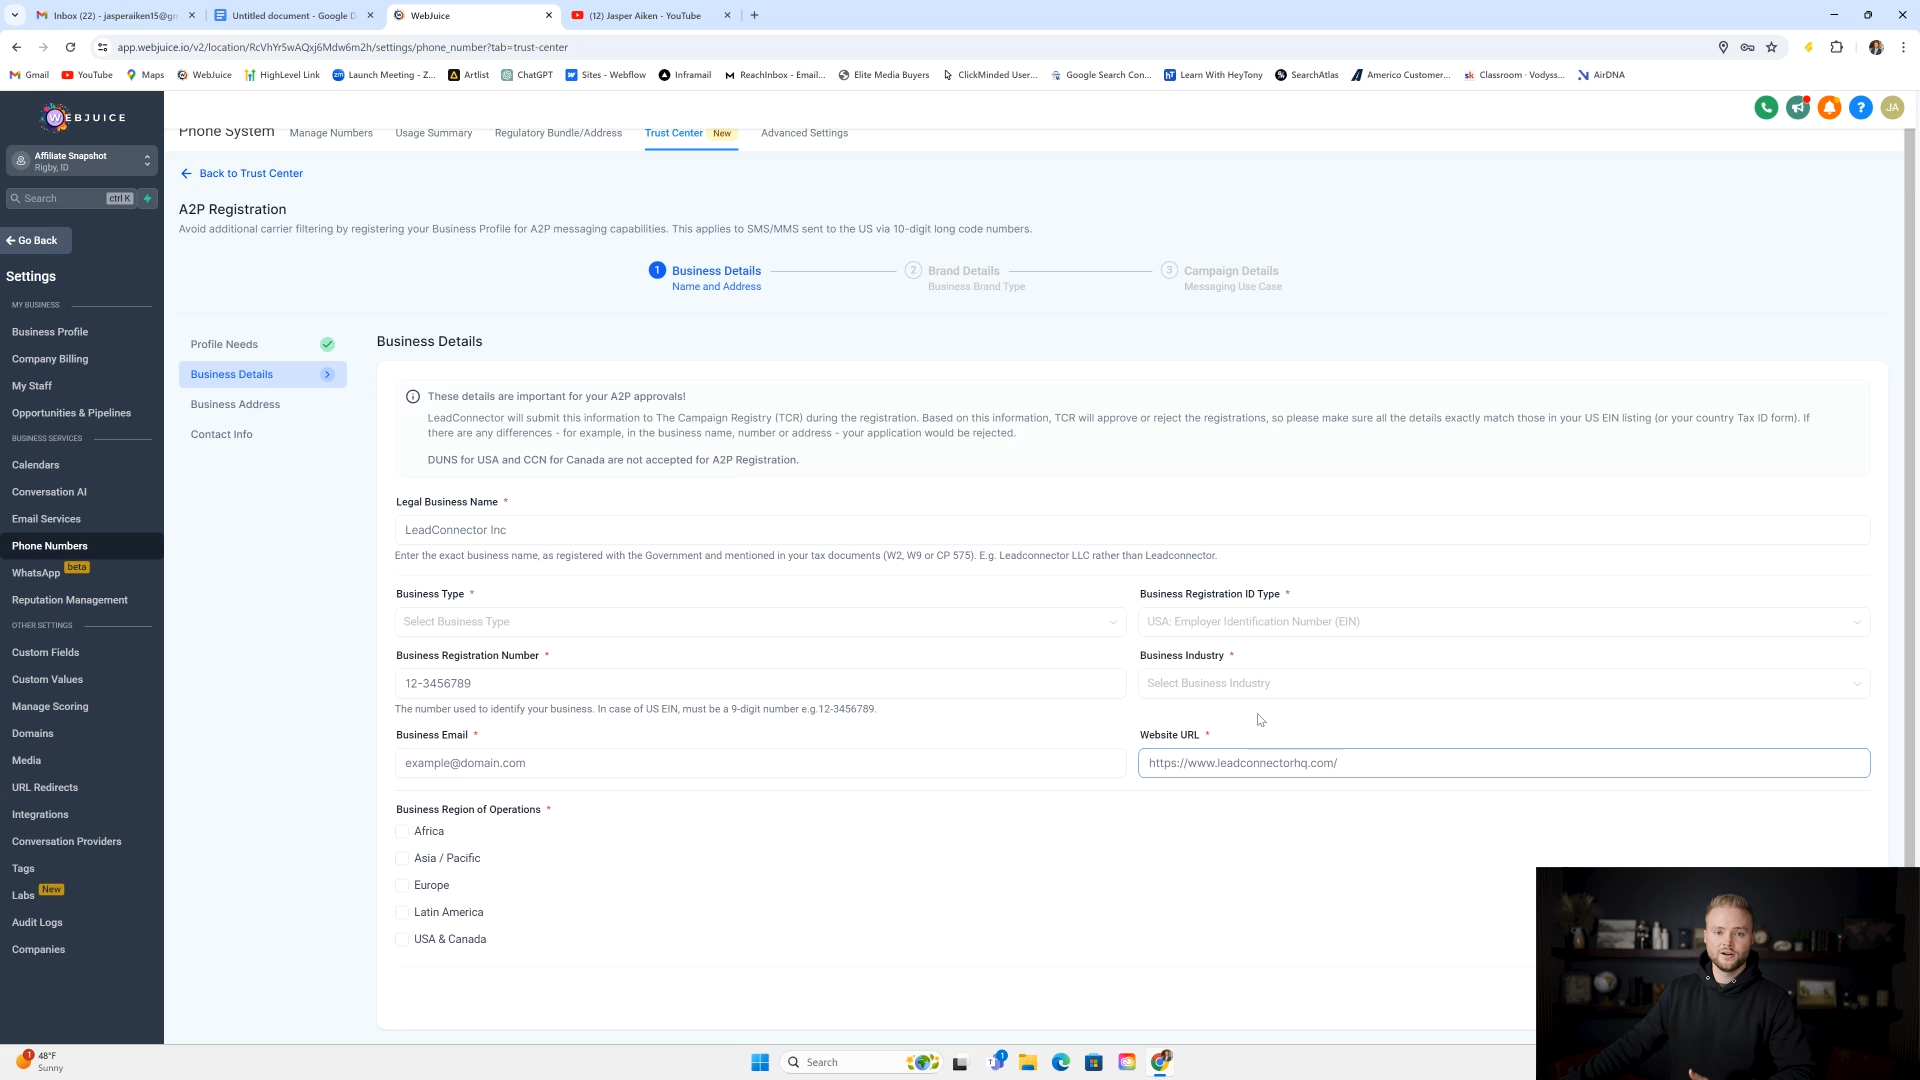 Inbox (22) - jasperaiken15@gm
Untitled document - Google D
WebJuice
(12) Jasper Aiken - YouTube
app.webjuice.io/v2/location/RcVhYr5wAQxj6Mdw6m2h/settings/phone_number?tab=trust-center
Gmail
YouTube
Maps
WebJuice
HighLevel Link
Launch Meeting - Z...
Artlist
ChatGPT
Sites - Webflow
Inframail
ReachInbox - Email...
Elite Media Buyers
ClickMinded User...
Google Search Con...
Learn With HeyTony
SearchAtlas
Americo Customer...
Classroom · Vodyss...
AirDNA
WEBJUICE
JA
Affiliate Snapshot
Rigby, ID
Search ctrl K
Go Back
Settings
MY BUSINESS
Business Profile
Company Billing
My Staff
Opportunities & Pipelines
BUSINESS SERVICES
Calendars
Conversation AI
Email Services
Phone Numbers
WhatsApp beta
Reputation Management
OTHER SETTINGS
Custom Fields
Custom Values
Manage Scoring
Domains
Media
URL Redirects
Integrations
Conversation Providers
Tags
Labs New
Audit Logs
Companies
Phone System
Manage Numbers
Usage Summary
Regulatory Bundle/Address
Trust Center New
Advanced Settings
Back to Trust Center
A2P Registration
Avoid additional carrier filtering by registering your Business Profile for A2P messaging capabilities. This applies to SMS/MMS sent to the US via 10-digit long code numbers.
1 Business Details
Name and Address
2 Brand Details
Business Brand Type
3 Campaign Details
Messaging Use Case
Profile Needs
Business Details
Business Address
Contact Info
Business Details
These details are important for your A2P approvals!
LeadConnector will submit this information to The Campaign Registry (TCR) during the registration. Based on this information, TCR will approve or reject the registrations, so please make sure all the details exactly match those in your US EIN listing (or your country Tax ID form). If
there are any differences - for example, in the business name, number or address - your application would be rejected.
DUNS for USA and CCN for Canada are not accepted for A2P Registration.
Legal Business Name *
LeadConnector Inc
Enter the exact business name, as registered with the Government and mentioned in your tax documents (W2, W9 or CP 575). E.g. Leadconnector LLC rather than Leadconnector.
Business Type *
Select Business Type
Business Registration ID Type *
USA: Employer Identification Number (EIN)
Business Registration Number *
12-3456789
The number used to identify your business. In case of US EIN, must be a 9-digit number e.g.12-3456789.
Business Industry *
Select Business Industry
Business Email *
example@domain.com
Website URL *
https://www.leadconnectorhq.com/
Business Region of Operations *
Africa
Asia / Pacific
Europe
Latin America
USA & Canada
1
48°F
Sunny
Search
1